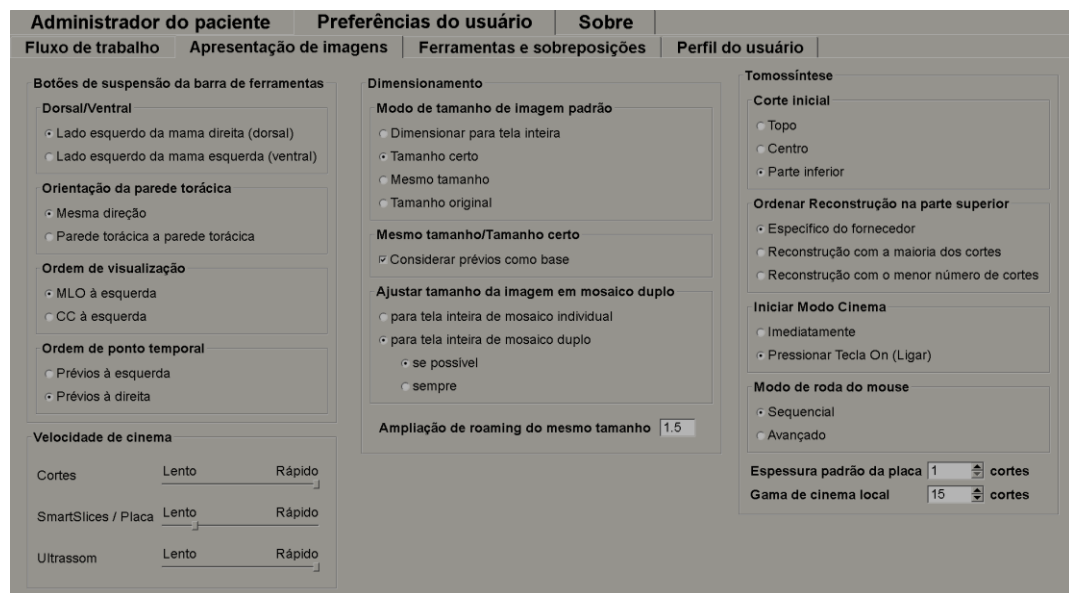 Administrador do paciente Preferências do usuário Sobre
Fluxo de trabalho Apresentação de imagens Ferramentas e sobreposições Perfil do usuário
Botões de suspensão da barra de ferramentas
Dorsal/Ventral
Lado esquerdo da mama direita (dorsal)
Lado esquerdo da mama esquerda (ventral)
Orientação da parede torácica
Mesma direção
Parede torácica a parede torácica
Ordem de visualização
MLO à esquerda
CC à esquerda
Ordem de ponto temporal
Prévios à esquerda
Prévios à direita
Velocidade de cinema
Cortes Lento Rápido
SmartSlices / Placa Lento Rápido
Ultrassom Lento Rápido
Dimensionamento
Modo de tamanho de imagem padrão
Dimensionar para tela inteira
Tamanho certo
Mesmo tamanho
Tamanho original
Mesmo tamanho/Tamanho certo
Considerar prévios como base
Ajustar tamanho da imagem em mosaico duplo
para tela inteira de mosaico individual
para tela inteira de mosaico duplo
se possivel
sempre
Ampliação de roaming do mesmo tamanho 1.5
Tomossíntese
Corte inicial
Topo
Centro
Parte inferior
Ordenar Reconstrução na parte superior
Específico do fornecedor
Reconstrução com a maioria dos cortes
Reconstrução com o menor número de cortes
Iniciar Modo Cinema
Imediatamente
Pressionar Tecla On (Ligar)
Modo de roda do mouse
Sequencial
Avançado
Espessura padrão da placa 1 cortes
Gama de cinema local 15 cortes